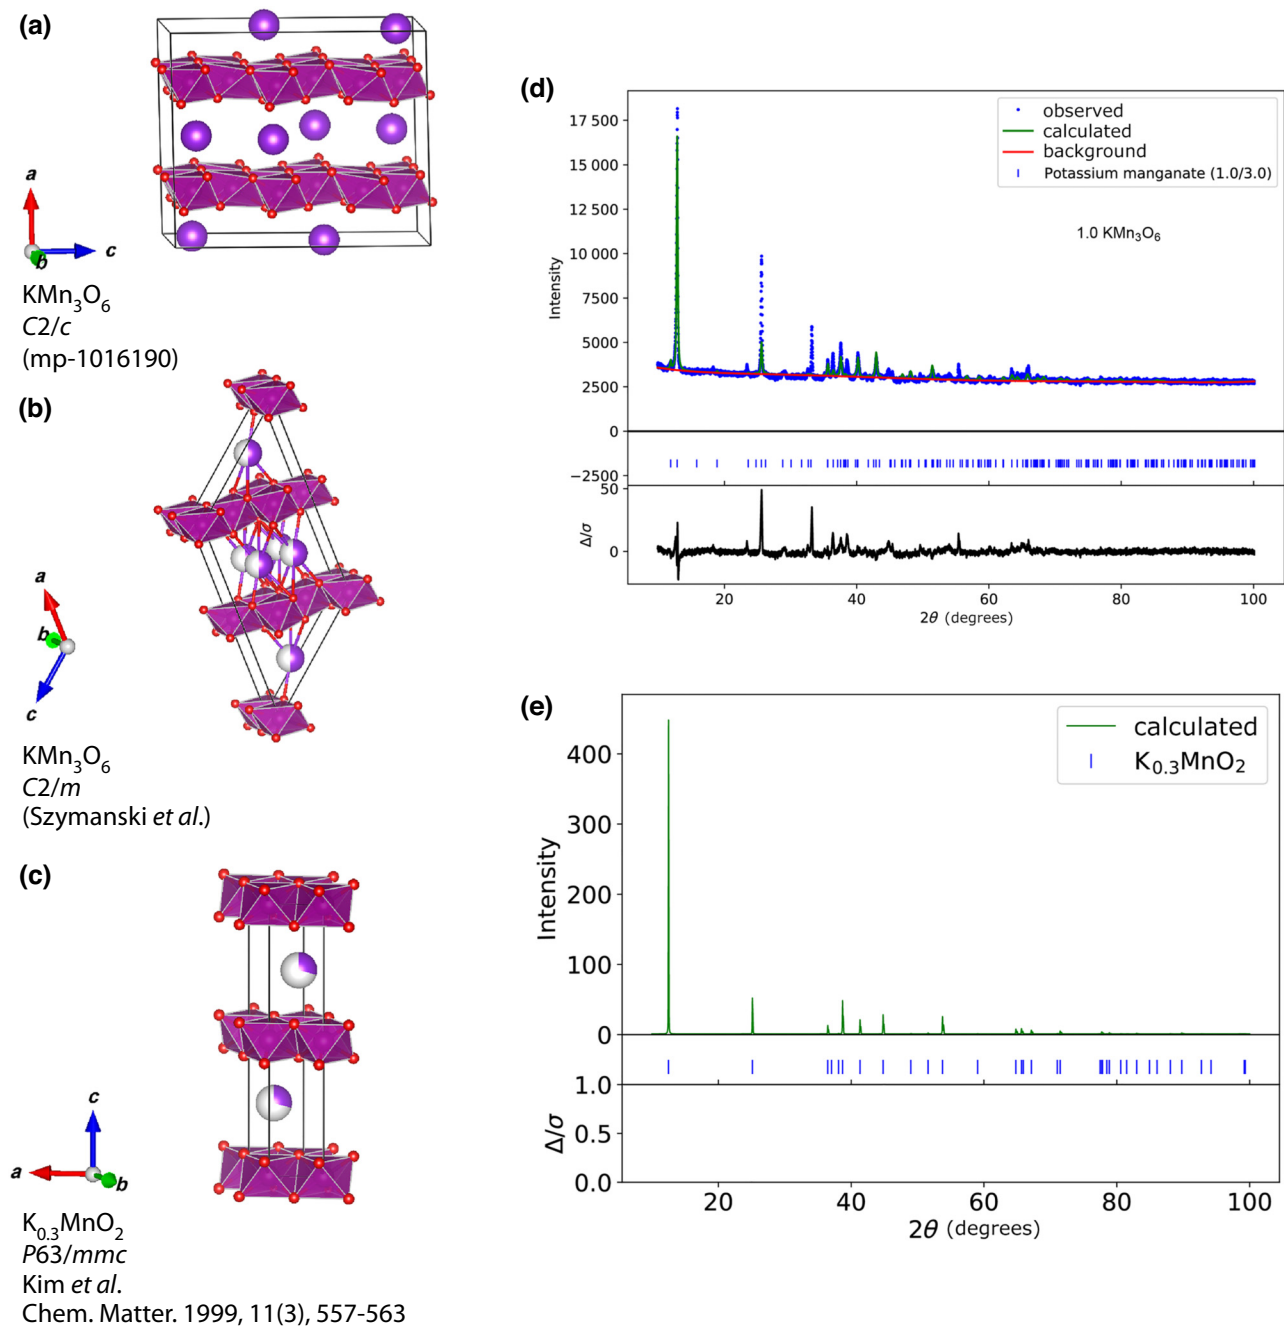 (a)
a
b
c
KMn3O6
C2/c
(mp-1016190)
(b)
a
b
c
KMn3O6
C2/m
(Szymanski et al.)
(c)
c
a
b
K0.3MnO2
P63/mmc
Kim et al.
Chem. Matter. 1999, 11(3), 557-563
(d)
observed
calculated
background
Potassium manganate (1.0/3.0)
1.0 KMn3O6
Intensity
17 500
15 000
12 500
10 000
7 500
5000
2500
0
−2500
50
0
Δ/σ
20
40
60
80
100
2θ (degrees)
(e)
calculated
K0.3MnO2
Intensity
400
300
200
100
0
1.0
0.5
0.0
Δ/σ
20
40
60
80
100
2θ (degrees)